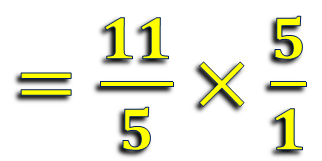 = 11/5 × 5/1